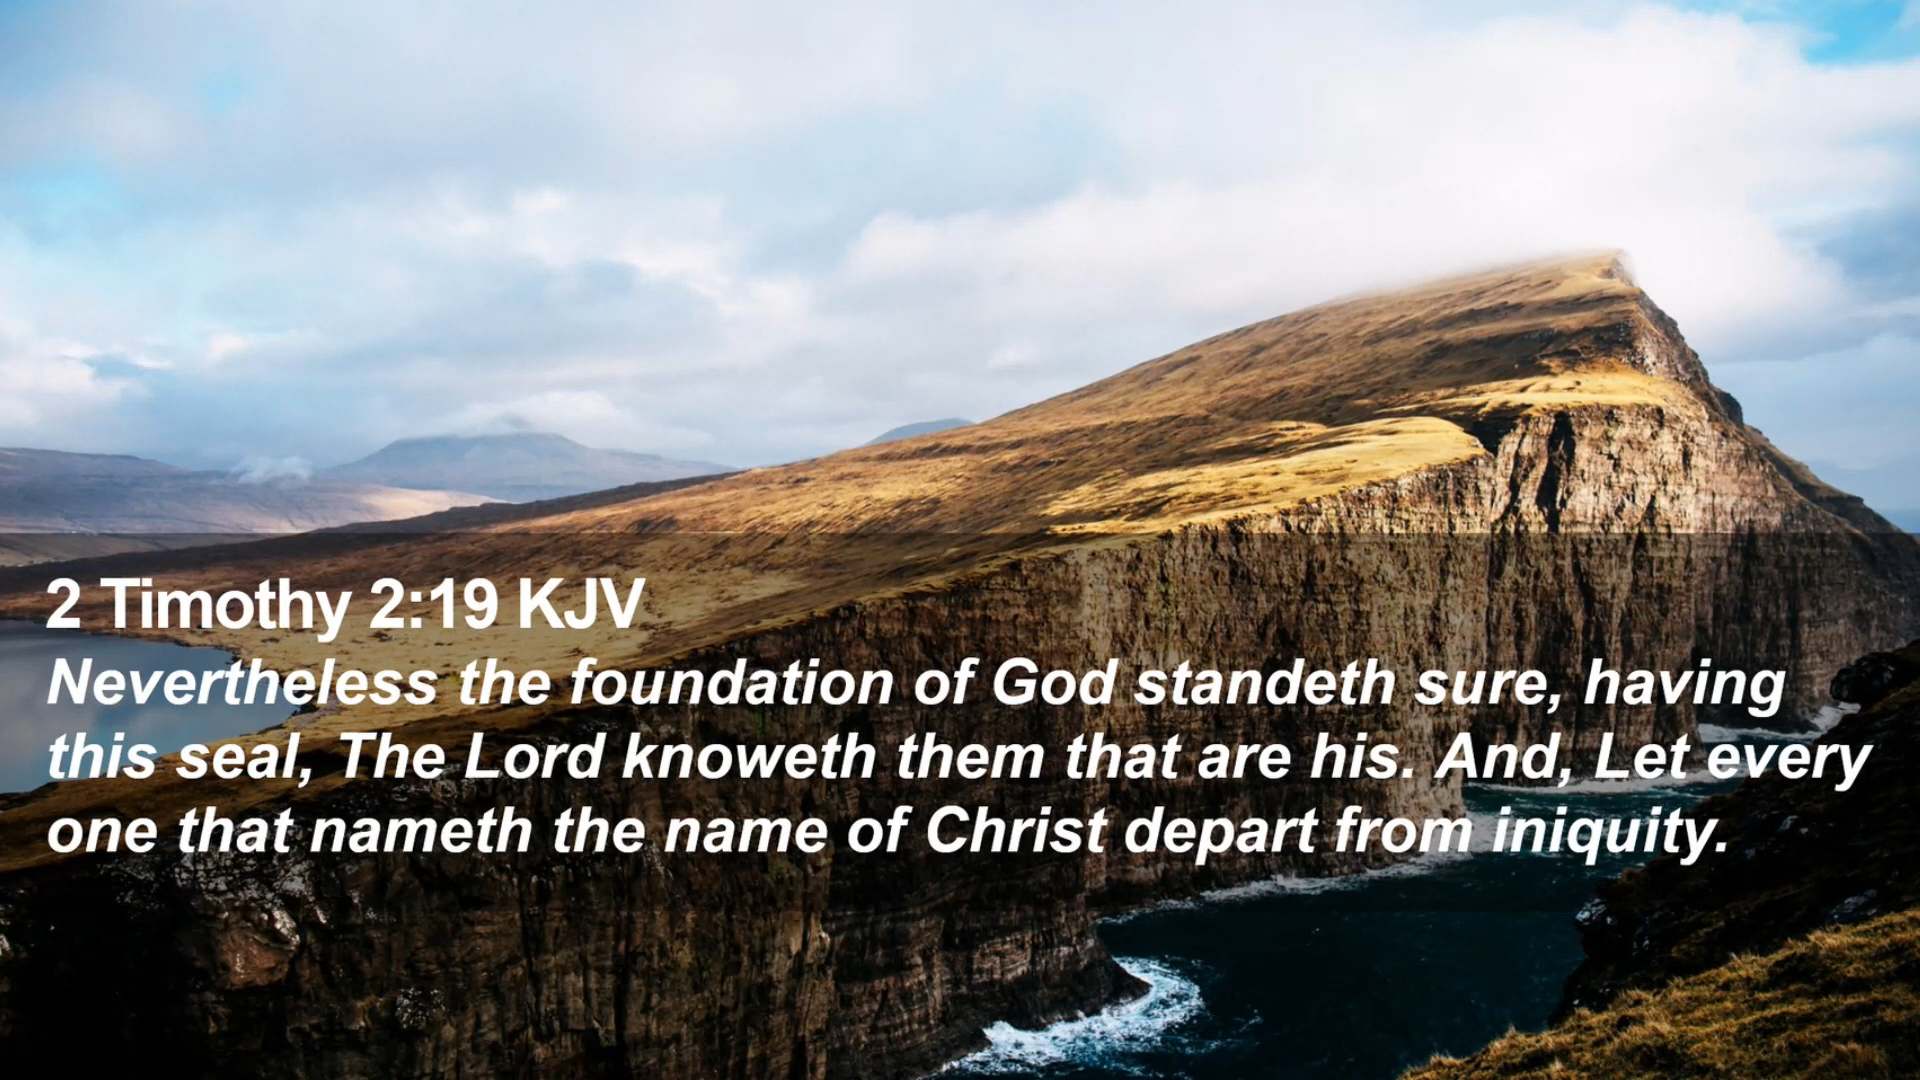 2 Timothy 2:19 KJV
Nevertheless the foundation of God standeth sure, having
this seal, The Lord knoweth them that are his. And, Let every
one that nameth the name of Christ depart from iniquity.